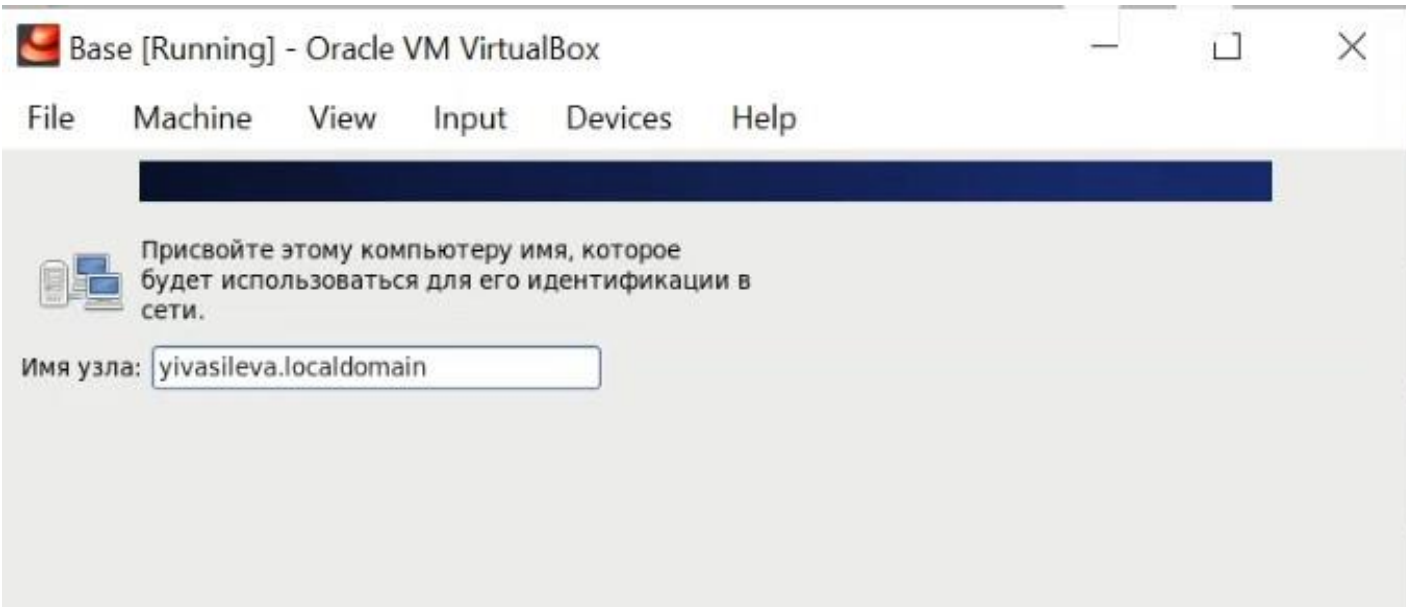 Base [Running] - Oracle VM VirtualBox
File Machine View Input Devices Help
Присвойте этому компьютеру имя, которое
будет использоваться для его идентификации в
сети.
Имя узла: yivasileva.localdomain